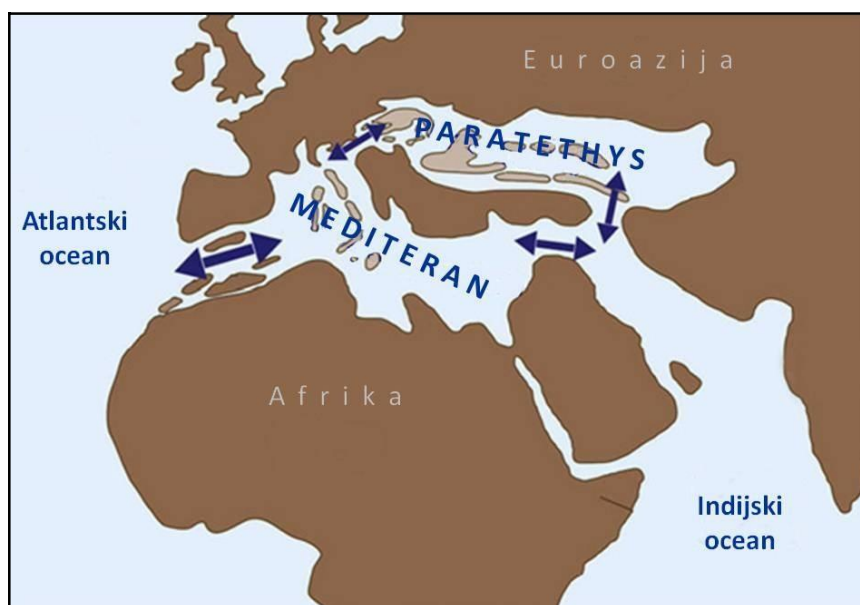 Euroazija
PARATETHYS
MEDITERAN
Atlantski
ocean
Afrika
Indijski
ocean